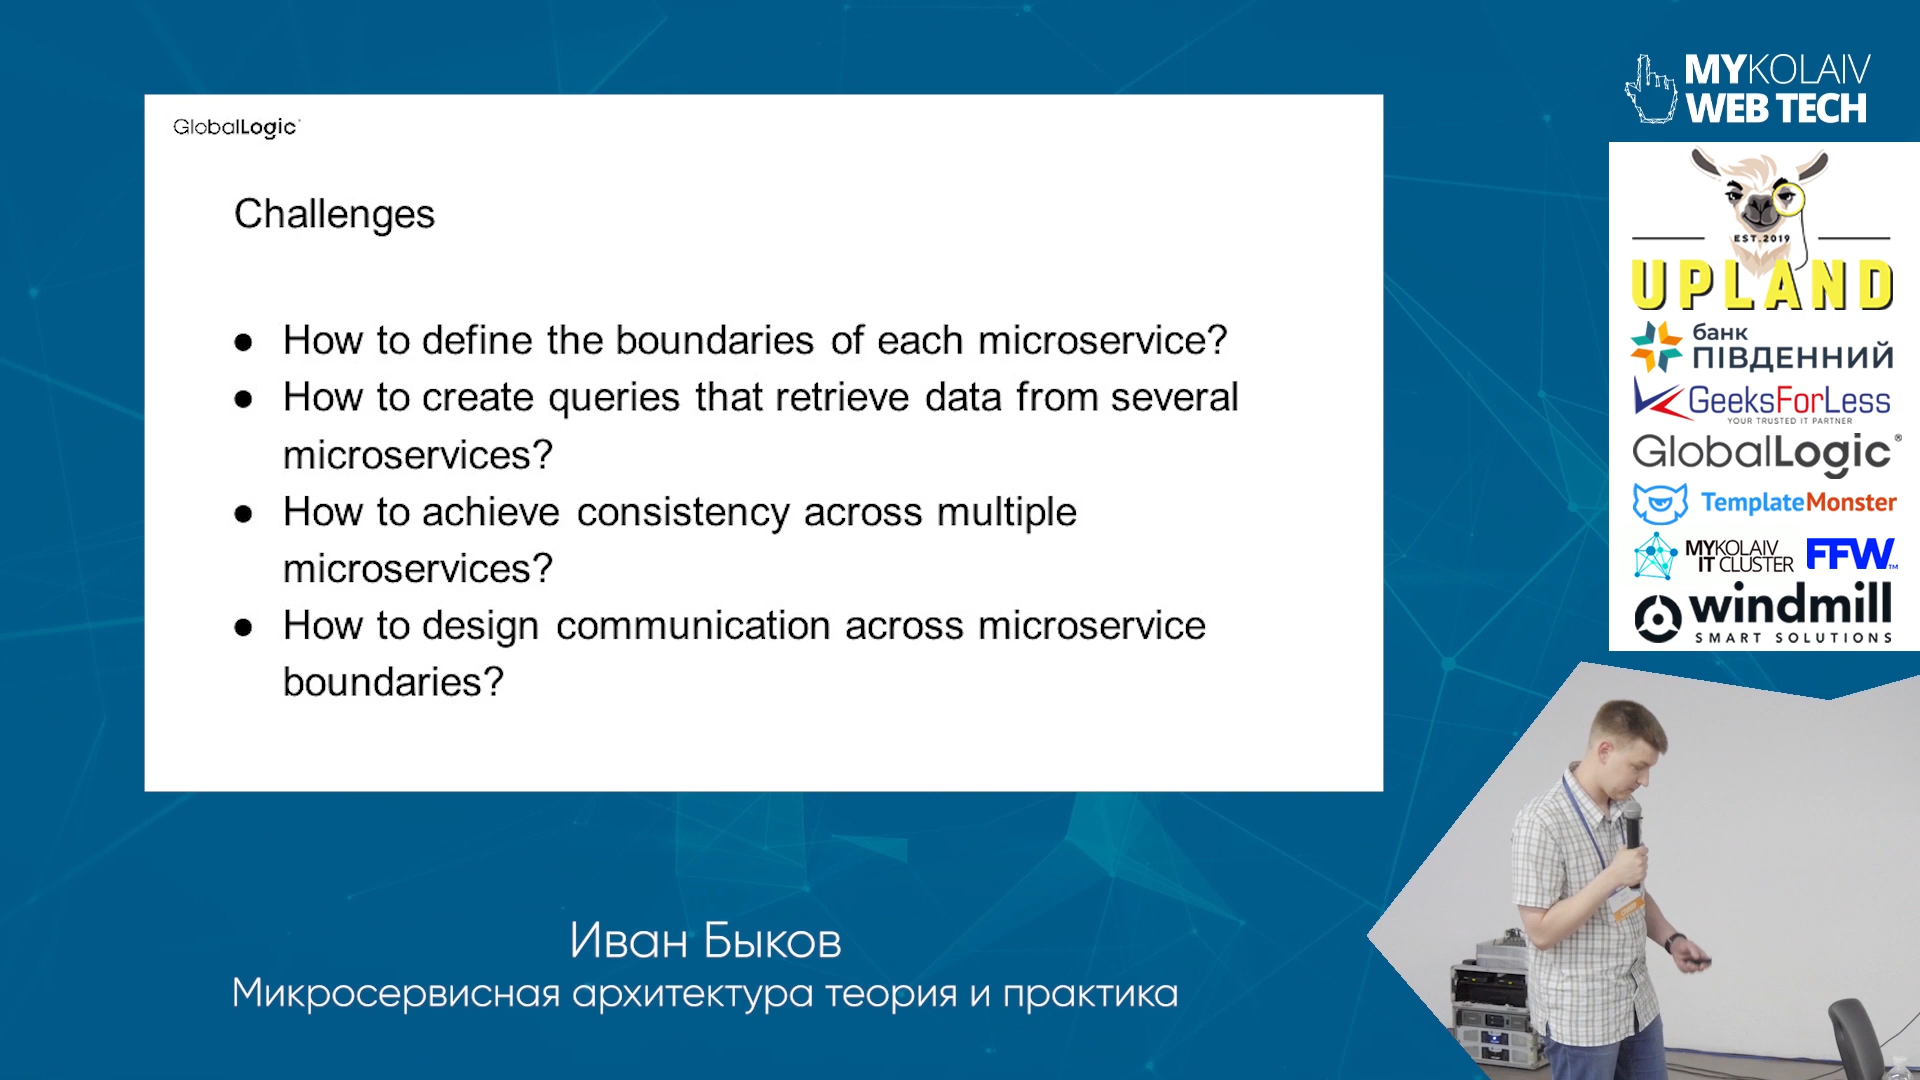 GlobalLogic
Challenges
● How to define the boundaries of each microservice?
● How to create queries that retrieve data from several
microservices?
● How to achieve consistency across multiple
microservices?
● How to design communication across microservice
boundaries?
Иван Быков
Микросервисная архитектура теория и практика
MYKOLAIV
WEB TECH
EST.2019
UPLAND
банк
ПІВДЕННИЙ
GeeksForLess
YOUR TRUSTED IT PARTNER
GlobalLogic®
TemplateMonster
MYKOLAIV
IT CLUSTER
FFW™
windmill
SMART SOLUTIONS